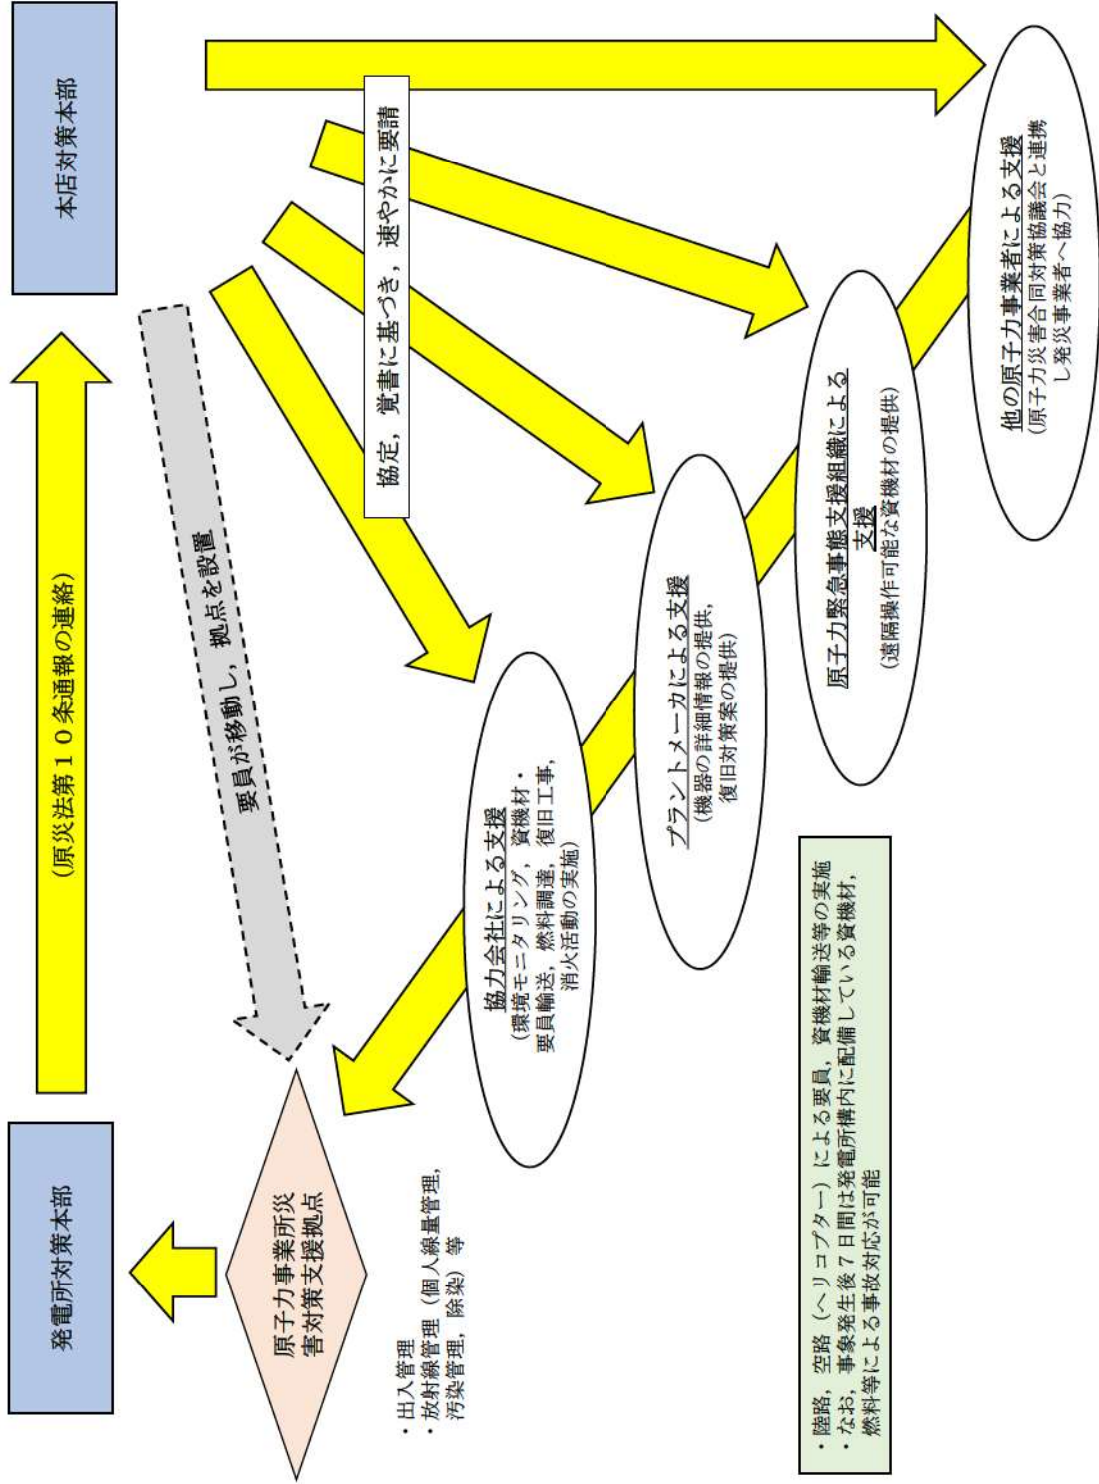 発電所対策本部
(原災法第１０条通報の連絡)
本店対策本部
要員が移動し，拠点を設置
協定，覚書に基づき，速やかに要請
原子力事業所災
害対策支援拠点
・出入管理
・放射線管理（個人線量管理，
汚染管理，除染）等
協力会社による支援
(環境モニタリング，資機材・
要員輸送，燃料調達，復旧工事，
消火活動の実施)
プラントメーカによる支援
(機器の詳細情報の提供，
復旧対策案の提供)
原子力緊急事態支援組織による
支援
(遠隔操作可能な資機材の提供)
他の原子力事業者による支援
(原子力災害合同対策協議会と連携
し発災事業者へ協力)
・陸路，空路（ヘリコプター）による要員，資機材輸送等の実施
・なお，事象発生後７日間は発電所構内に配備している資機材，
燃料等による事故対応が可能